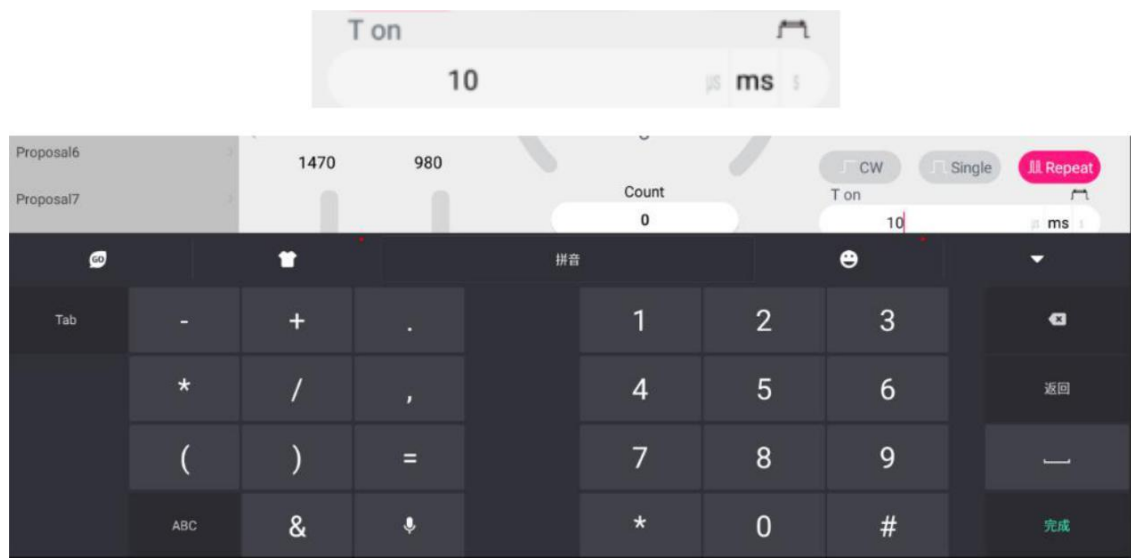 T on
10 μs ms s
Proposal6
1470 980
CW Single Repeat
Proposal7
Count
T on
0
10 ms
GO 拼音
Tab - + . 1 2 3
* / , 4 5 6 返回
( ) = 7 8 9
ABC & * 0 # 完成